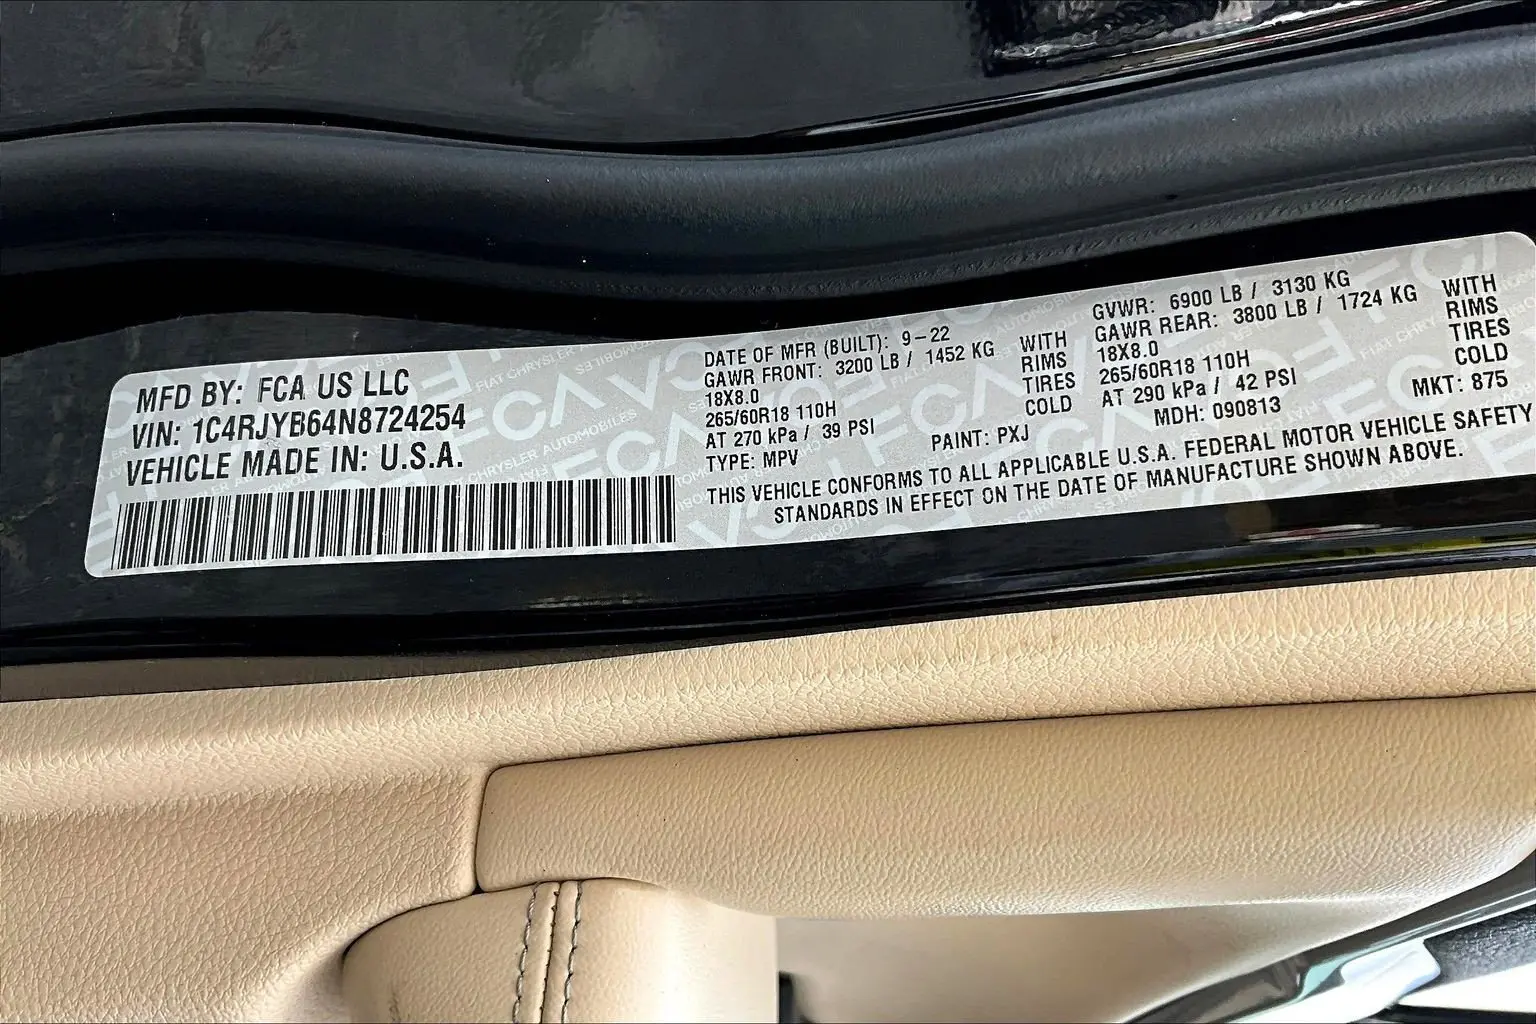 MFD BY: FCA US LLC
VIN: 1C4RJYB64N8724254
VEHICLE MADE IN: U.S.A.
DATE OF MFR (BUILT): 9-22
GAWR FRONT: 3200 LB / 1452 KG WITH
18X8.0 RIMS
265/60R18 110H TIRES
AT 270 kPa / 39 PSI COLD
TYPE: MPV PAINT: PXJ
GVWR: 6900 LB / 3130 KG
GAWR REAR: 3800 LB / 1724 KG WITH
18X8.0 RIMS
265/60R18 110H TIRES
AT 290 kPa / 42 PSI COLD
MDH: 090813 MKT: 875
THIS VEHICLE CONFORMS TO ALL APPLICABLE U.S.A. FEDERAL MOTOR VEHICLE SAFETY
STANDARDS IN EFFECT ON THE DATE OF MANUFACTURE SHOWN ABOVE.